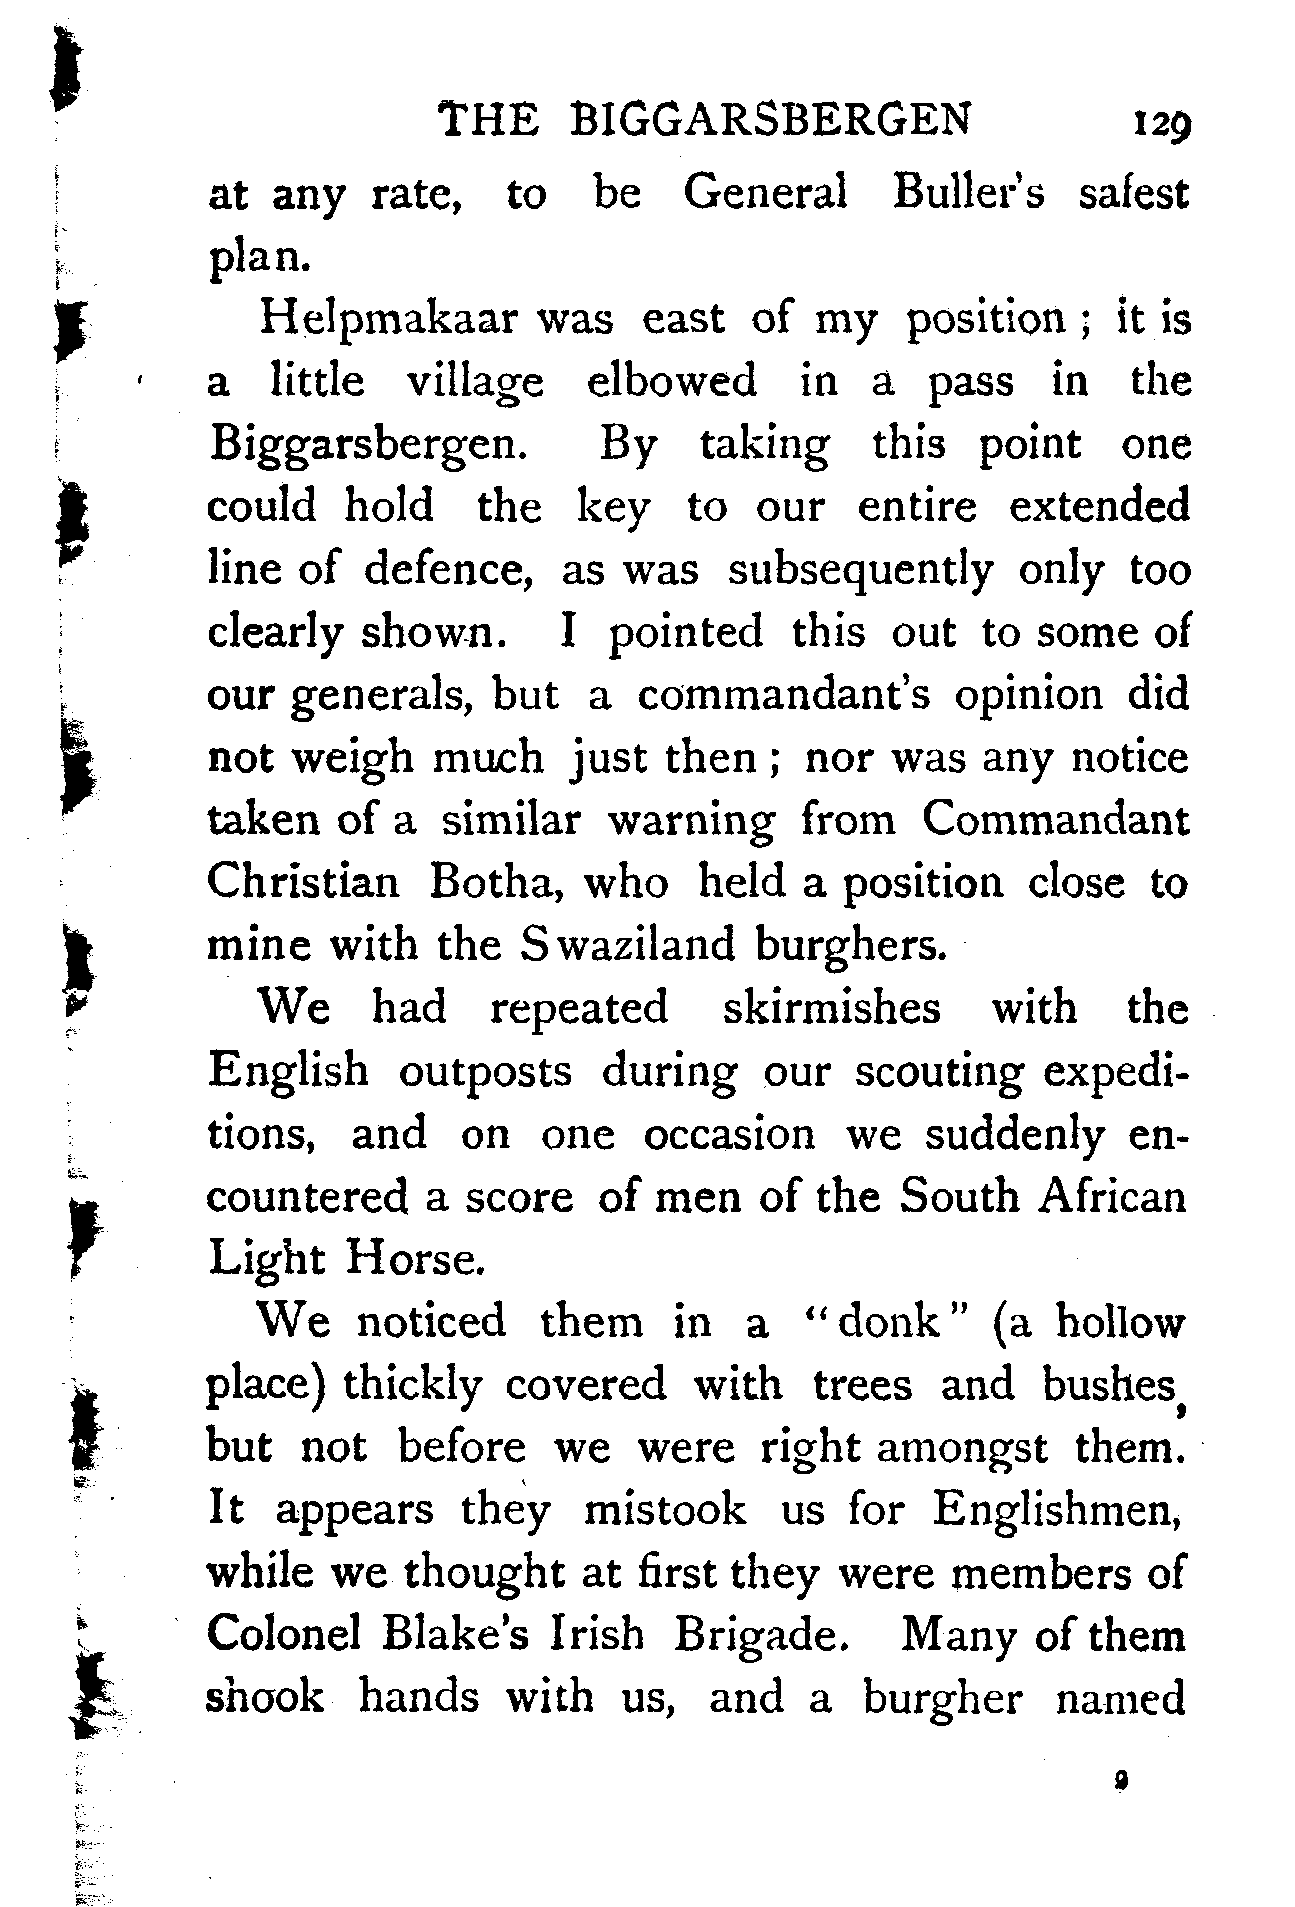 THE BIGGARSBERGEN 129
at any rate, to be General Buller's safest
plan.
Helpmakaar was east of my position ; it is
a little village elbowed in a pass in the
Biggarsbergen. By taking this point one
could hold the key to our entire extended
line of defence, as was subsequently only too
clearly shown. I pointed this out to some of
our generals, but a commandant's opinion did
not weigh much just then ; nor was any notice
taken of a similar warning from Commandant
Christian Botha, who held a position close to
mine with the Swaziland burghers.
We had repeated skirmishes with the
English outposts during our scouting expedi-
tions, and on one occasion we suddenly en-
countered a score of men of the South African
Light Horse.
We noticed them in a "donk" (a hollow
place) thickly covered with trees and bushes,
but not before we were right amongst them.
It appears they mistook us for Englishmen,
while we thought at first they were members of
Colonel Blake's Irish Brigade. Many of them
shook hands with us, and a burgher named
9